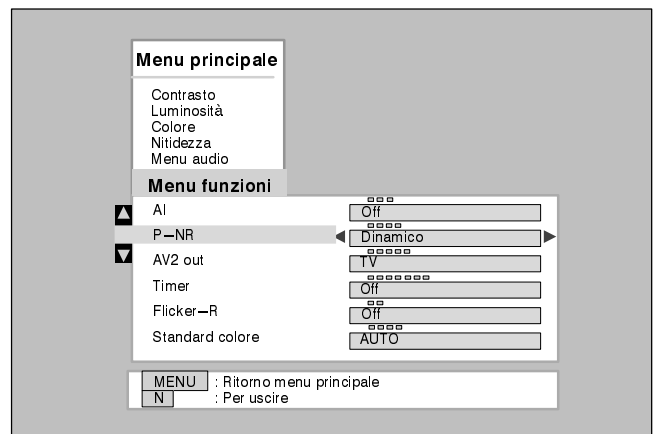 Menu principale
Contrasto
Luminosità
Colore
Nitidezza
Menu audio
Menu funzioni
AI Off
P–NR Dinamico
AV2 out TV
Timer Off
Flicker–R Off
Standard colore AUTO
MENU : Ritorno menu principale
N : Per uscire